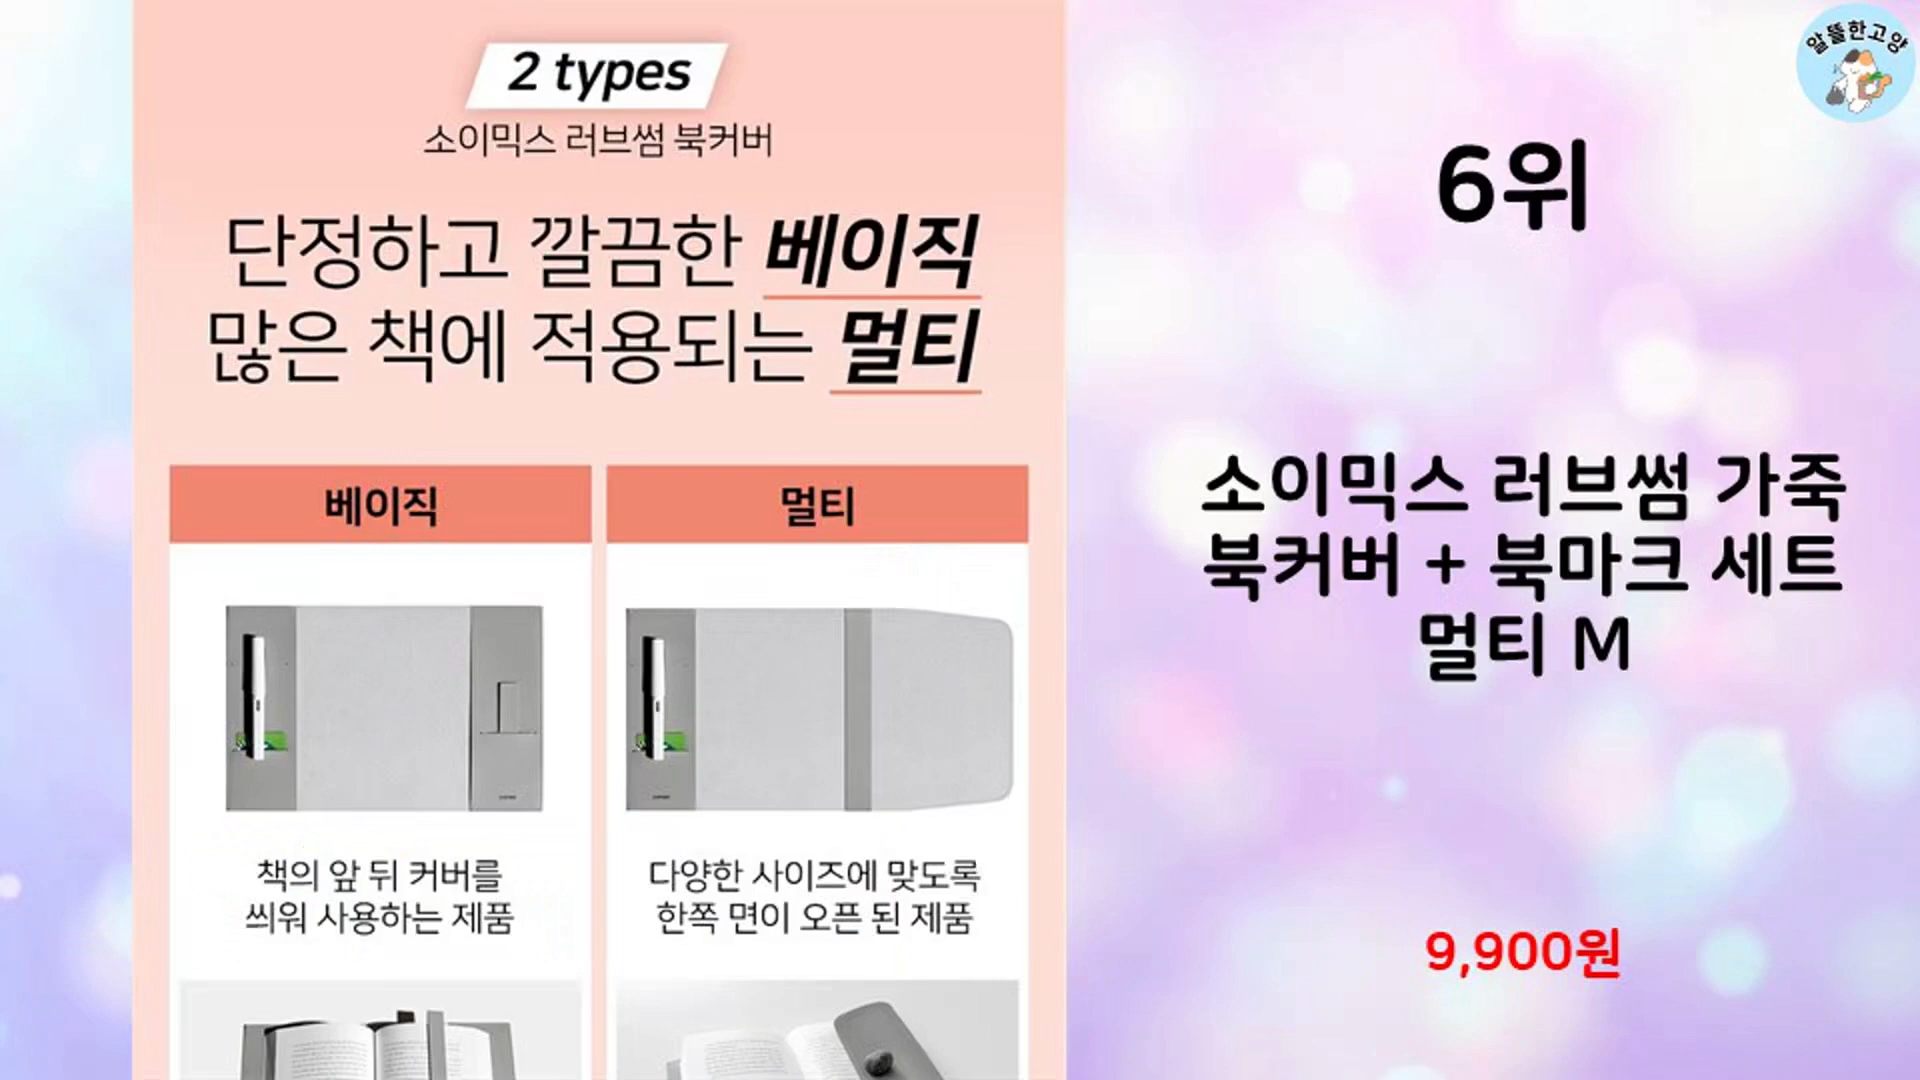 2 types
소이믹스 러브썸 북커버
단정하고 깔끔한 베이직
많은 책에 적용되는 멀티
베이직
책의 앞 뒤 커버를
씌워 사용하는 제품
멀티
다양한 사이즈에 맞도록
한쪽 면이 오픈 된 제품
알뜰한고양
6위
소이믹스 러브썸 가죽
북커버 + 북마크 세트
멀티 M
9,900원